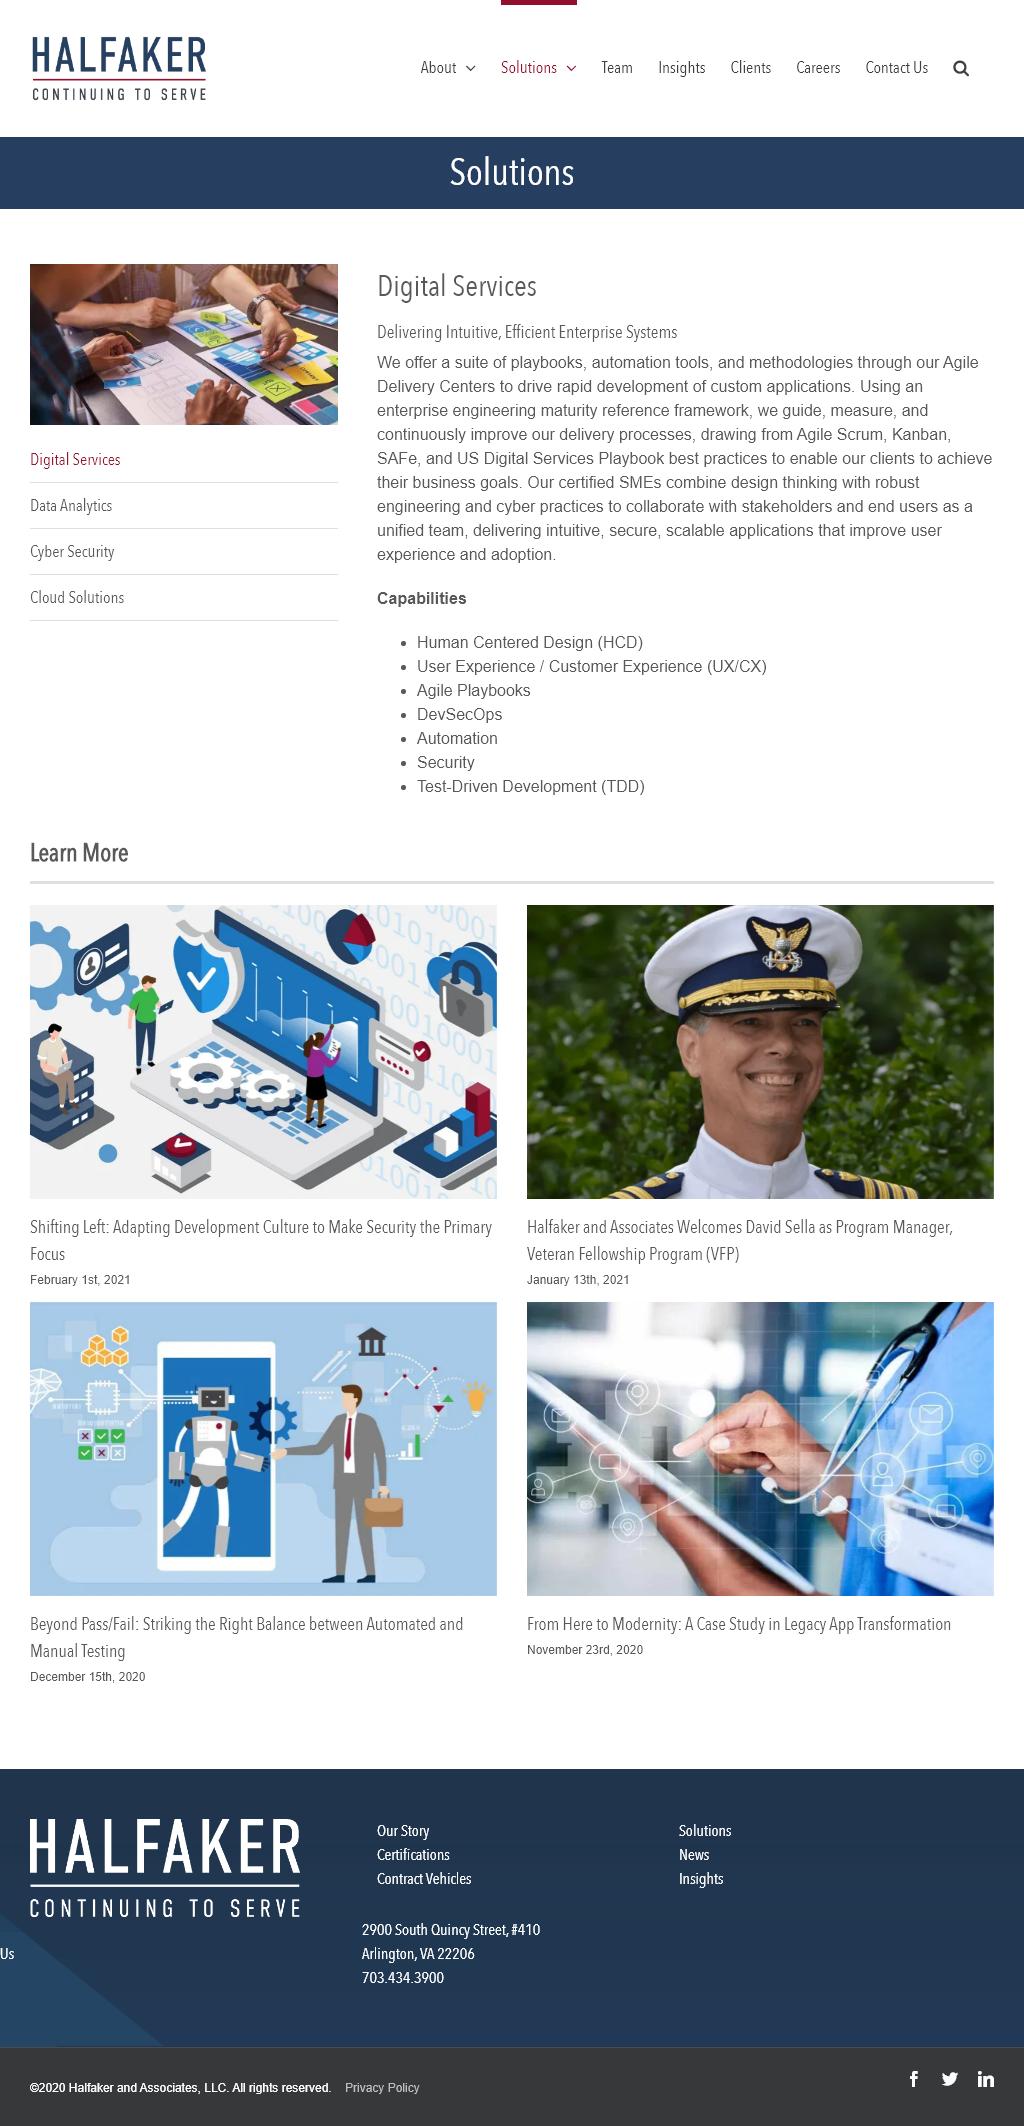 HALFAKER
CONTINUING TO SERVE
About
Solutions
Team
Insights
Clients
Careers
Contact Us
Solutions
Digital Services
Data Analytics
Cyber Security
Cloud Solutions
Digital Services
Delivering Intuitive, Efficient Enterprise Systems
We offer a suite of playbooks, automation tools, and methodologies through our Agile
Delivery Centers to drive rapid development of custom applications. Using an
enterprise engineering maturity reference framework, we guide, measure, and
continuously improve our delivery processes, drawing from Agile Scrum, Kanban,
SAFe, and US Digital Services Playbook best practices to enable our clients to achieve
their business goals. Our certified SMEs combine design thinking with robust
engineering and cyber practices to collaborate with stakeholders and end users as a
unified team, delivering intuitive, secure, scalable applications that improve user
experience and adoption.
Capabilities
Human Centered Design (HCD)
User Experience / Customer Experience (UX/CX)
Agile Playbooks
DevSecOps
Automation
Security
Test-Driven Development (TDD)
Learn More
Shifting Left: Adapting Development Culture to Make Security the Primary
Focus
February 1st, 2021
Halfaker and Associates Welcomes David Sella as Program Manager,
Veteran Fellowship Program (VFP)
January 13th, 2021
Beyond Pass/Fail: Striking the Right Balance between Automated and
Manual Testing
December 15th, 2020
From Here to Modernity: A Case Study in Legacy App Transformation
November 23rd, 2020
HALFAKER
CONTINUING TO SERVE
Our Story
Certifications
Contract Vehicles
Solutions
News
Insights
2900 South Quincy Street, #410
Arlington, VA 22206
703.434.3900
Us
©2020 Halfaker and Associates, LLC. All rights reserved.
Privacy Policy